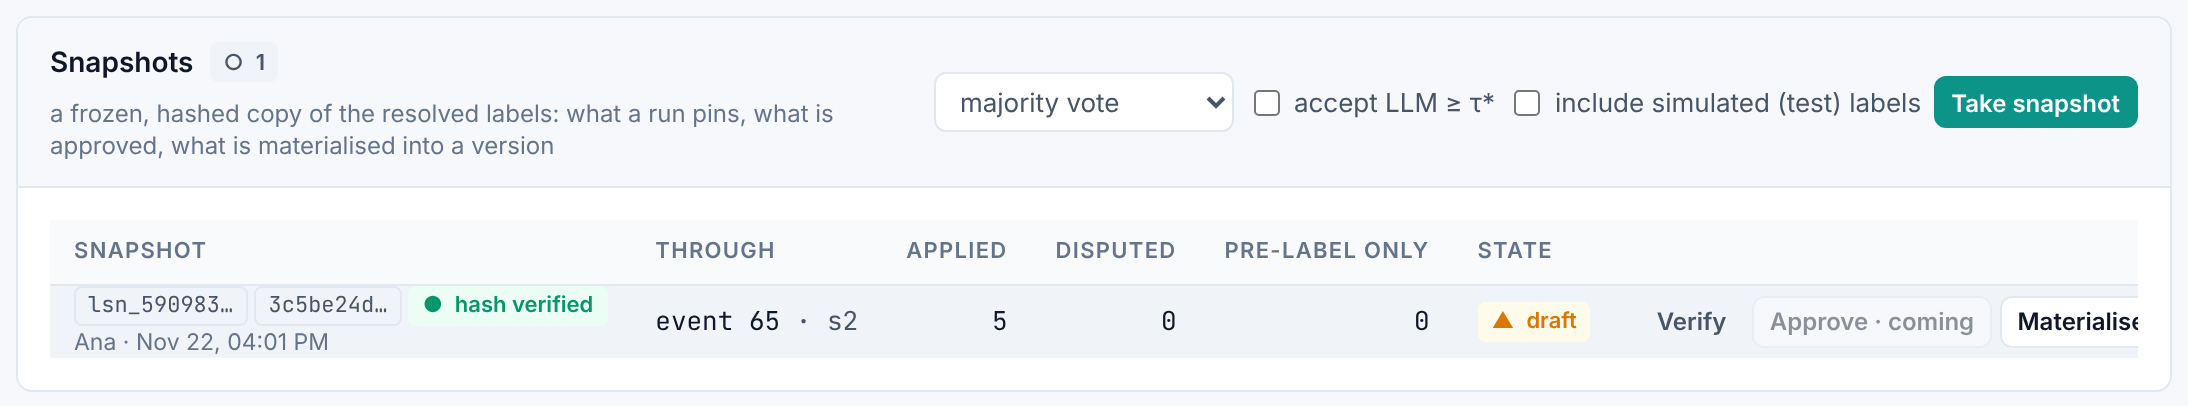 Snapshots 1
a frozen, hashed copy of the resolved labels: what a run pins, what is
approved, what is materialised into a version
majority vote accept LLM ≥ τ* include simulated (test) labels Take snapshot
SNAPSHOT THROUGH APPLIED DISPUTED PRE-LABEL ONLY STATE
lsn_590983… 3c5be24d… hash verified
Ana · Nov 22, 04:01 PM
event 65 · s2 5 0 0 draft Verify Approve · coming Materialise